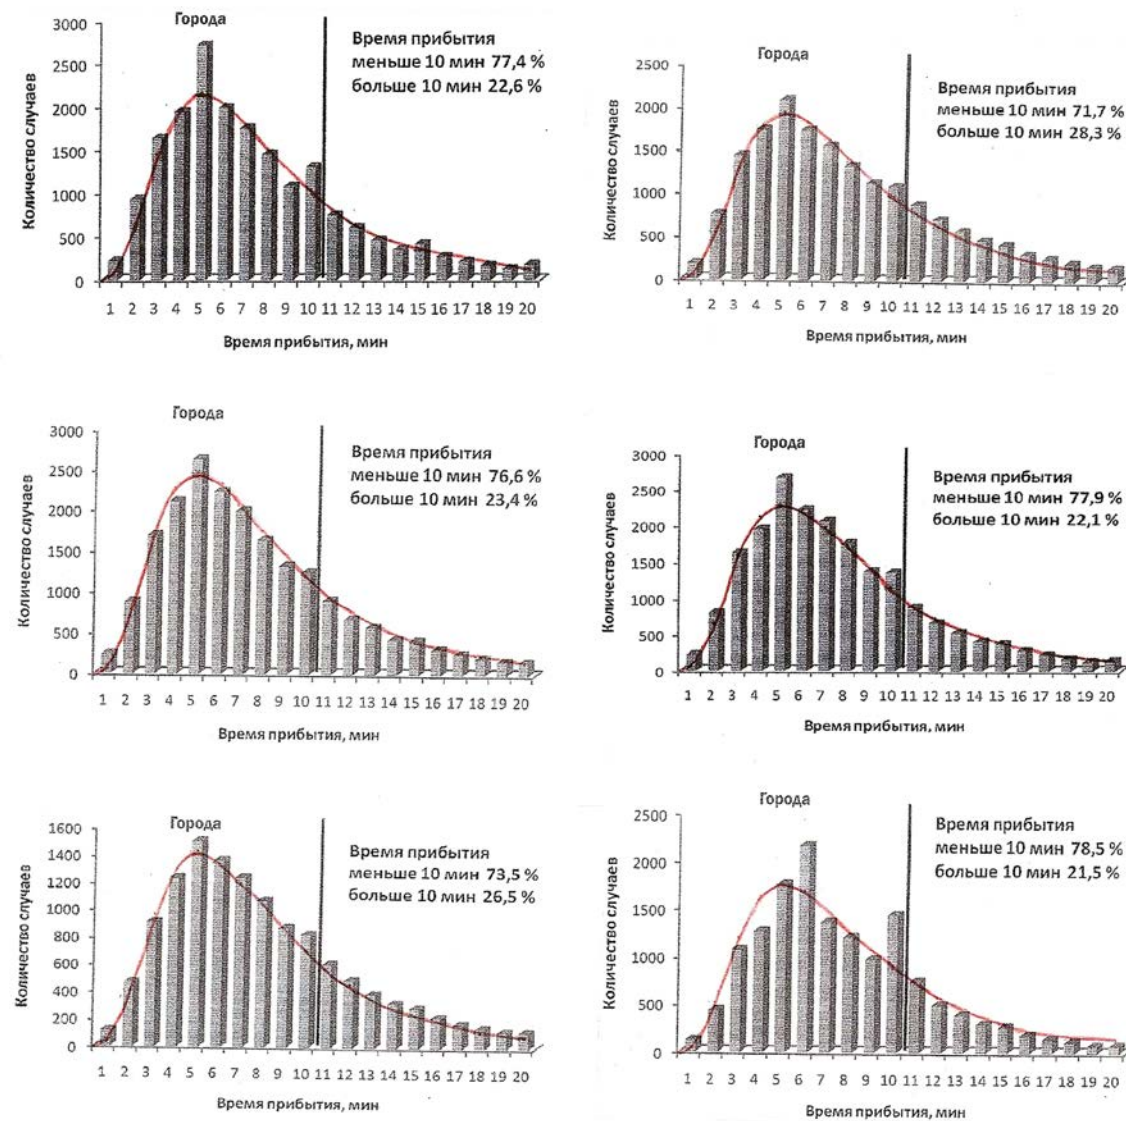 Города
Время прибытия
меньше 10 мин 77,4 %
больше 10 мин 22,6 %
Количество случаев
3000
2500
2000
1500
1000
500
0
1 2 3 4 5 6 7 8 9 10 11 12 13 14 15 16 17 18 19 20
Время прибытия, мин
Города
Время прибытия
меньше 10 мин 71,7 %
больше 10 мин 28,3 %
Количество случаев
2500
2000
1500
1000
500
0
1 2 3 4 5 6 7 8 9 10 11 12 13 14 15 16 17 18 19 20
Время прибытия, мин
Города
Время прибытия
меньше 10 мин 76,6 %
больше 10 мин 23,4 %
Количество случаев
3000
2500
2000
1500
1000
500
0
1 2 3 4 5 6 7 8 9 10 11 12 13 14 15 16 17 18 19 20
Время прибытия, мин
Города
Время прибытия
меньше 10 мин 77,9 %
больше 10 мин 22,1 %
Количество случаев
3000
2500
2000
1500
1000
500
0
1 2 3 4 5 6 7 8 9 10 11 12 13 14 15 16 17 18 19 20
Время прибытия, мин
Города
Время прибытия
меньше 10 мин 73,5 %
больше 10 мин 26,5 %
Количество случаев
1600
1400
1200
1000
800
600
400
200
0
1 2 3 4 5 6 7 8 9 10 11 12 13 14 15 16 17 18 19 20
Время прибытия, мин
Города
Время прибытия
меньше 10 мин 78,5 %
больше 10 мин 21,5 %
Количество случаев
2500
2000
1500
1000
500
0
1 2 3 4 5 6 7 8 9 10 11 12 13 14 15 16 17 18 19 20
Время прибытия, мин